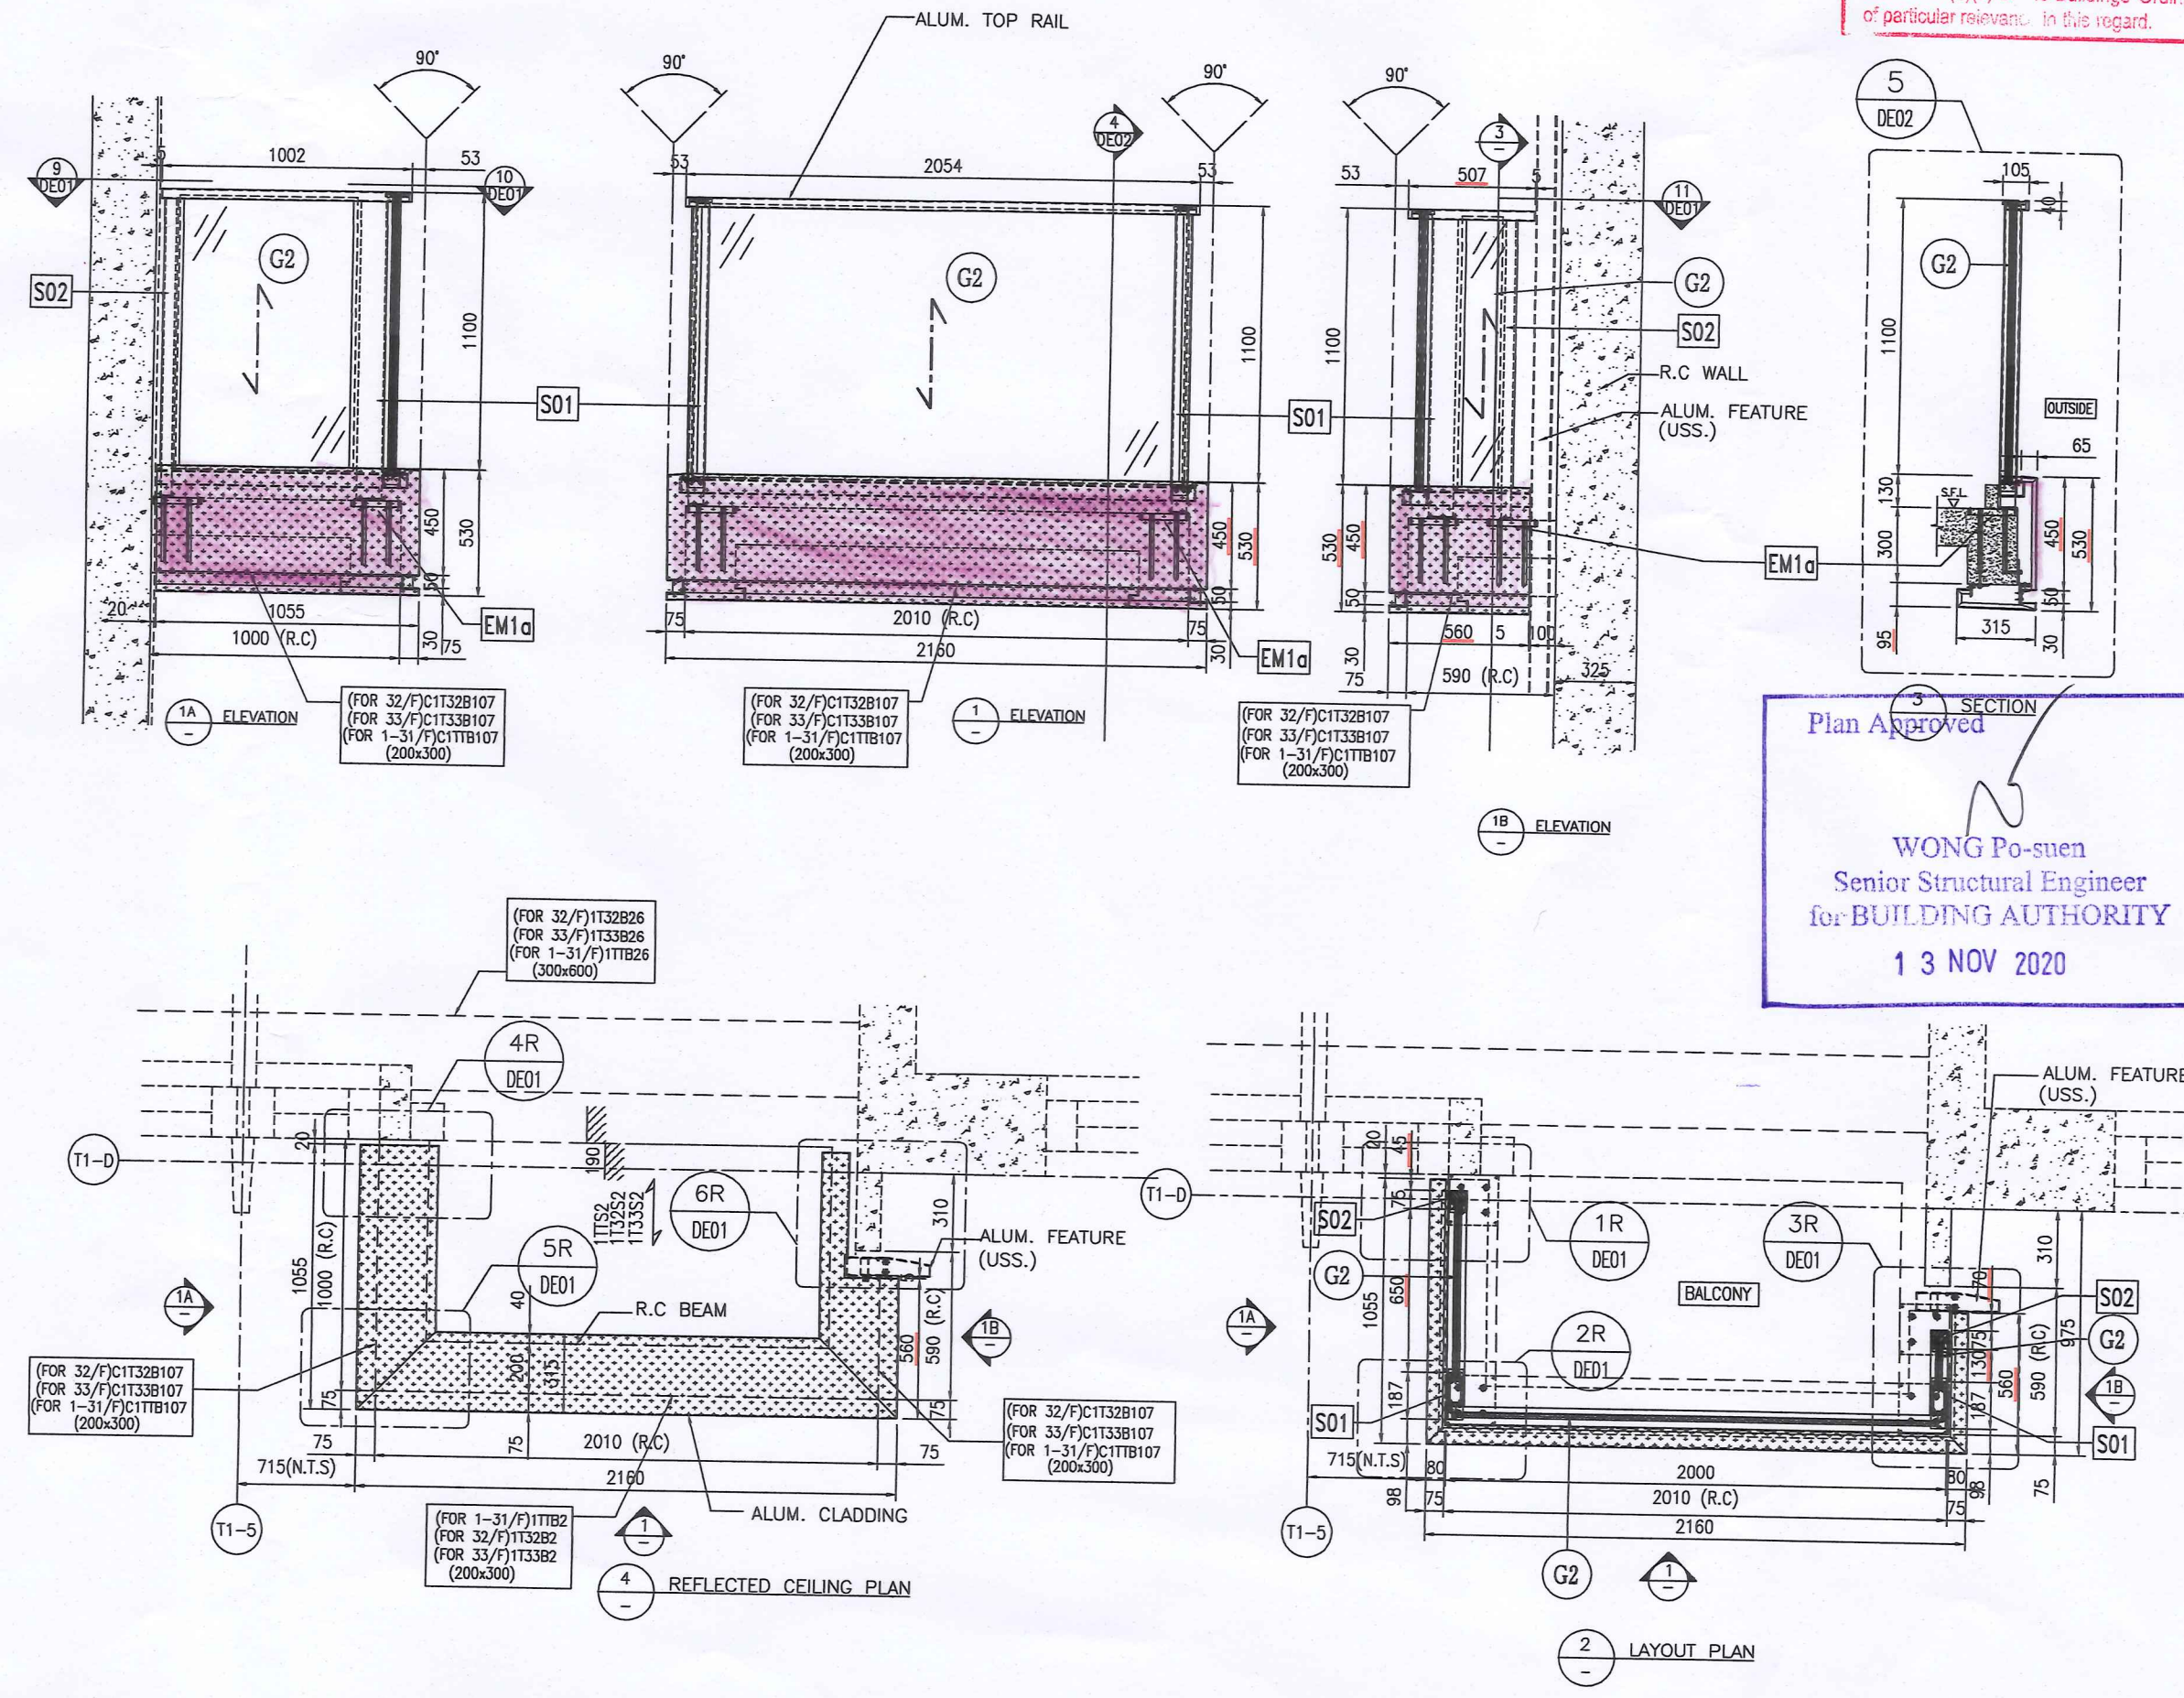 of particular relevanc in this regard.
ALUM. TOP RAIL
90°
90°
90°
90°
5
DE02
9
DE01
5
1002
53
10
DE01
53
2054
53
4
DE02
53
507
5
3
–
11
DE01
105
40
G2
S02
1100
S01
G2
1100
S01
1100
G2
S02
R.C WALL
ALUM. FEATURE
(USS.)
G2
1100
OUTSIDE
65
130
S.F.L
300
450
530
50
30
95
315
450
530
50
30
75
20
1055
1000 (R.C)
EM1a
450
530
50
30
75
2010 (R.C)
75
2160
EM1a
530
450
50
30
75
560
5
100
590 (R.C)
325
EM1a
(FOR 32/F)C1T32B107
(FOR 33/F)C1T33B107
(FOR 1-31/F)C1TTB107
(200x300)
1A
–
ELEVATION
(FOR 32/F)C1T32B107
(FOR 33/F)C1T33B107
(FOR 1-31/F)C1TTB107
(200x300)
1
–
ELEVATION
(FOR 32/F)C1T32B107
(FOR 33/F)C1T33B107
(FOR 1-31/F)C1TTB107
(200x300)
1B
–
ELEVATION
3
–
SECTION
Plan Approved
WONG Po-suen
Senior Structural Engineer
for BUILDING AUTHORITY
13 NOV 2020
(FOR 32/F)1T32B26
(FOR 33/F)1T33B26
(FOR 1-31/F)1TTB26
(300x600)
4R
DE01
T1-D
20
190
1TTS2
1T32S2
1T33S2
6R
DE01
310
ALUM. FEATURE
(USS.)
5R
DE01
1055
1000 (R.C)
40
R.C BEAM
200
315
75
1A
–
560
590 (R.C)
75
1B
–
(FOR 32/F)C1T32B107
(FOR 33/F)C1T33B107
(FOR 1-31/F)C1TTB107
(200x300)
(FOR 32/F)C1T32B107
(FOR 33/F)C1T33B107
(FOR 1-31/F)C1TTB107
(200x300)
75
75
2010 (R.C)
75
715(N.T.S)
2160
T1-5
(FOR 1-31/F)1TTB2
(FOR 32/F)1T32B2
(FOR 33/F)1T33B2
(200x300)
1
–
ALUM. CLADDING
4
–
REFLECTED CEILING PLAN
ALUM. FEATURE
(USS.)
T1-D
20
45
75
S02
1R
DE01
3R
DE01
310
G2
650
1055
BALCONY
70
S02
1A
–
2R
DE01
G2
75
130
560
590 (R.C)
975
1B
–
187
187
S01
S01
715(N.T.S)
80
2000
80
98
75
2010 (R.C)
75
98
75
2160
T1-5
G2
1
–
2
–
LAYOUT PLAN